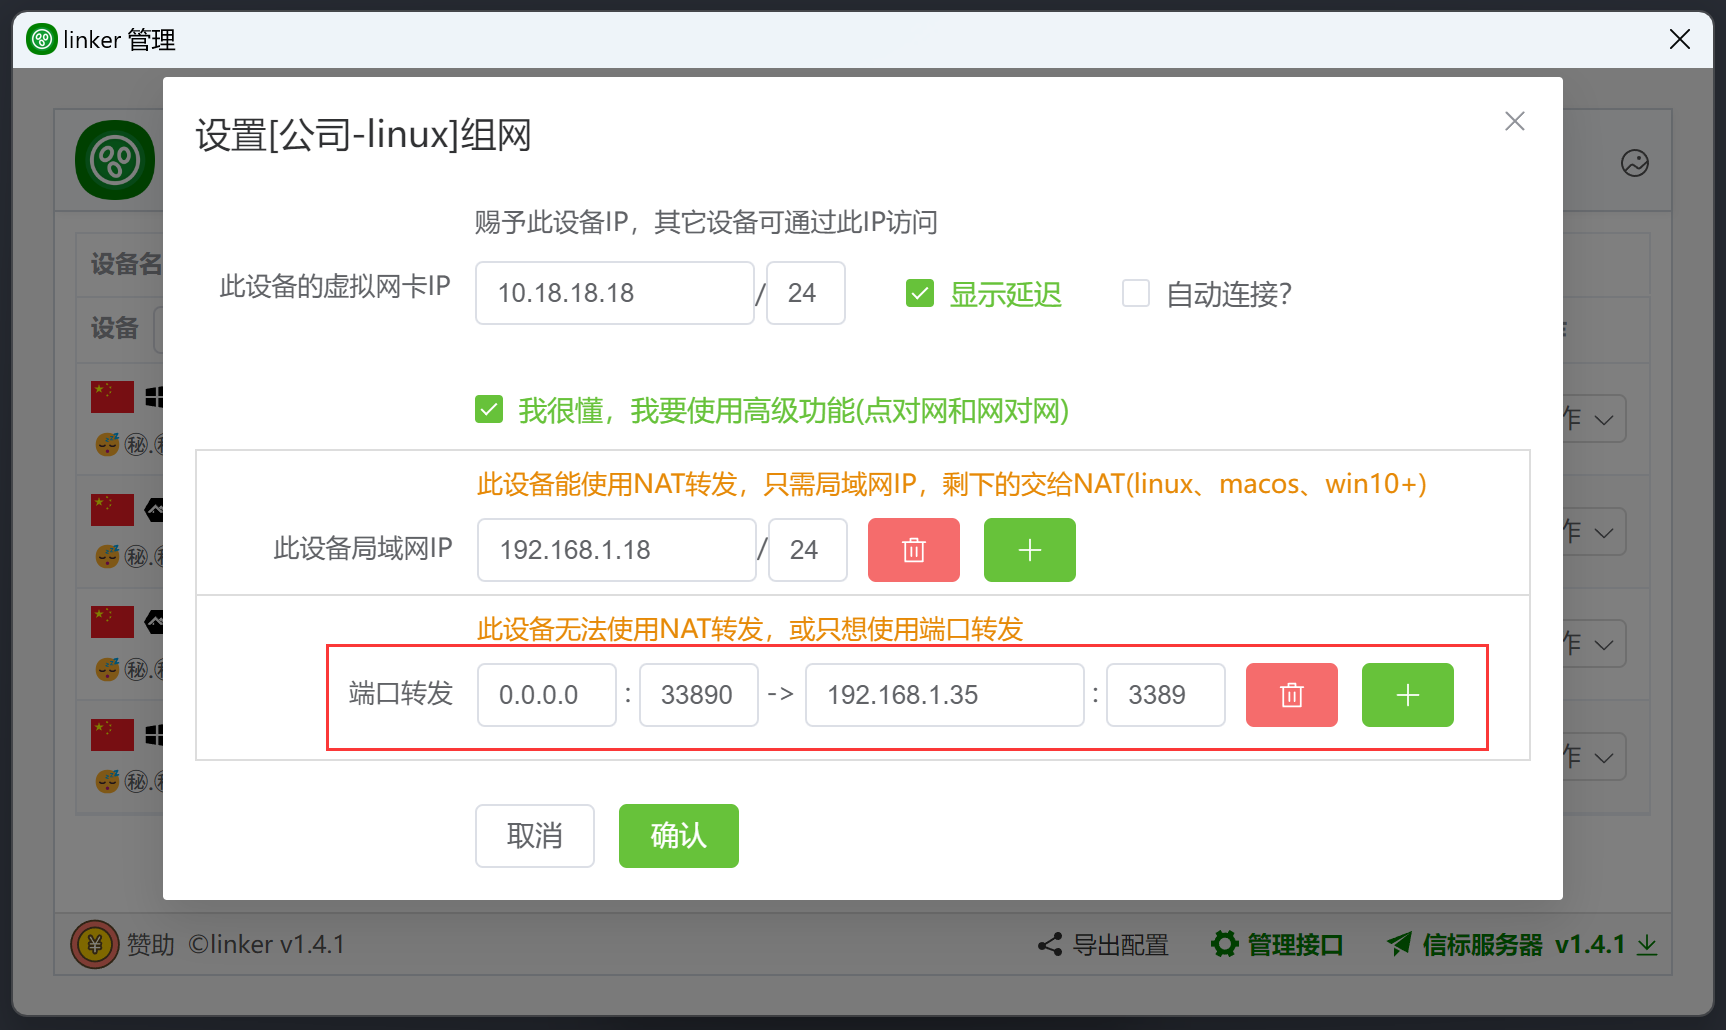 linker 管理
设置[公司-linux]组网
赐予此设备IP，其它设备可通过此IP访问
此设备的虚拟网卡IP 10.18.18.18 / 24 显示延迟 自动连接?
我很懂，我要使用高级功能(点对网和网对网)
此设备能使用NAT转发，只需局域网IP，剩下的交给NAT(linux、macos、win10+)
此设备局域网IP 192.168.1.18 / 24
此设备无法使用NAT转发，或只想使用端口转发
端口转发 0.0.0.0 : 33890 -> 192.168.1.35 : 3389
取消 确认
设备名
设备
秘.
作
秘.
作
秘.
作
秘.
作
赞助 ©linker v1.4.1 导出配置 管理接口 信标服务器 v1.4.1